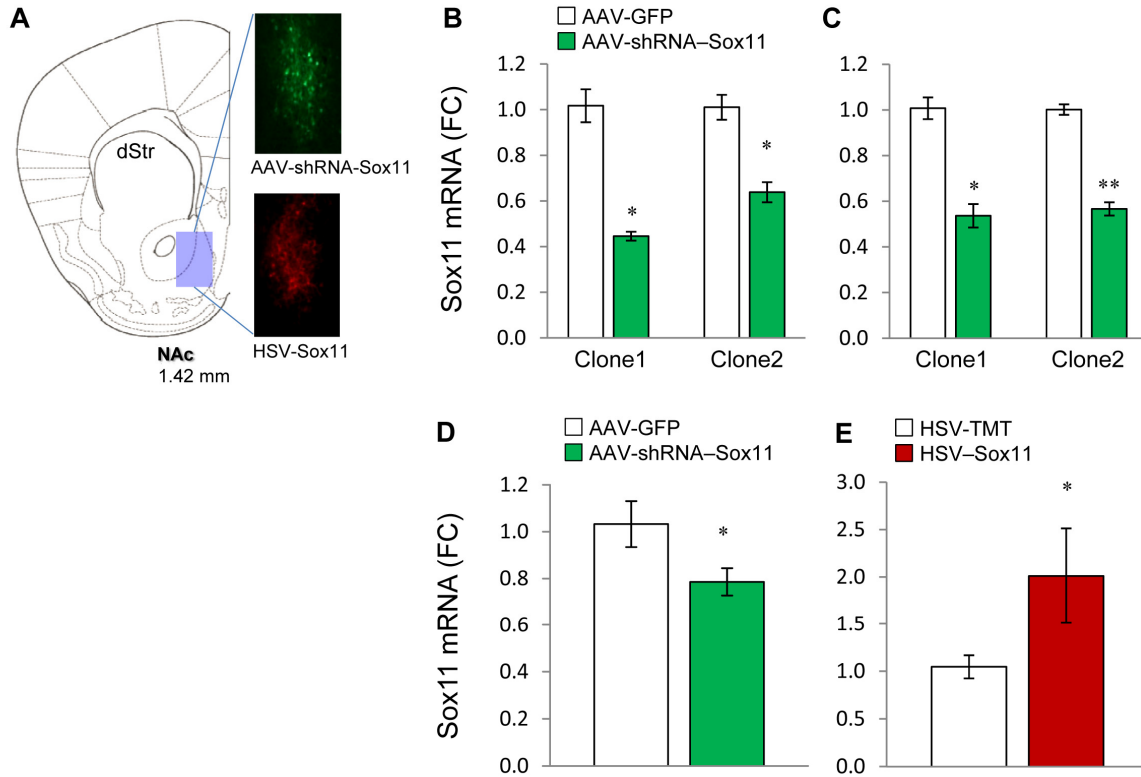 A
dStr
AAV-shRNA-Sox11
HSV-Sox11
NAc
1.42 mm
B
AAV-GFP
AAV-shRNA–Sox11
Sox11 mRNA (FC)
1.2
1.0
0.8
0.6
0.4
0.2
0.0
*
*
Clone1 Clone2
C
1.2
1.0
0.8
0.6
0.4
0.2
0.0
*
**
Clone1 Clone2
D
AAV-GFP
AAV-shRNA–Sox11
Sox11 mRNA (FC)
1.2
1.0
0.8
0.6
0.4
0.2
0.0
*
E
HSV-TMT
HSV–Sox11
3.0
2.5
2.0
1.5
1.0
0.5
0.0
*